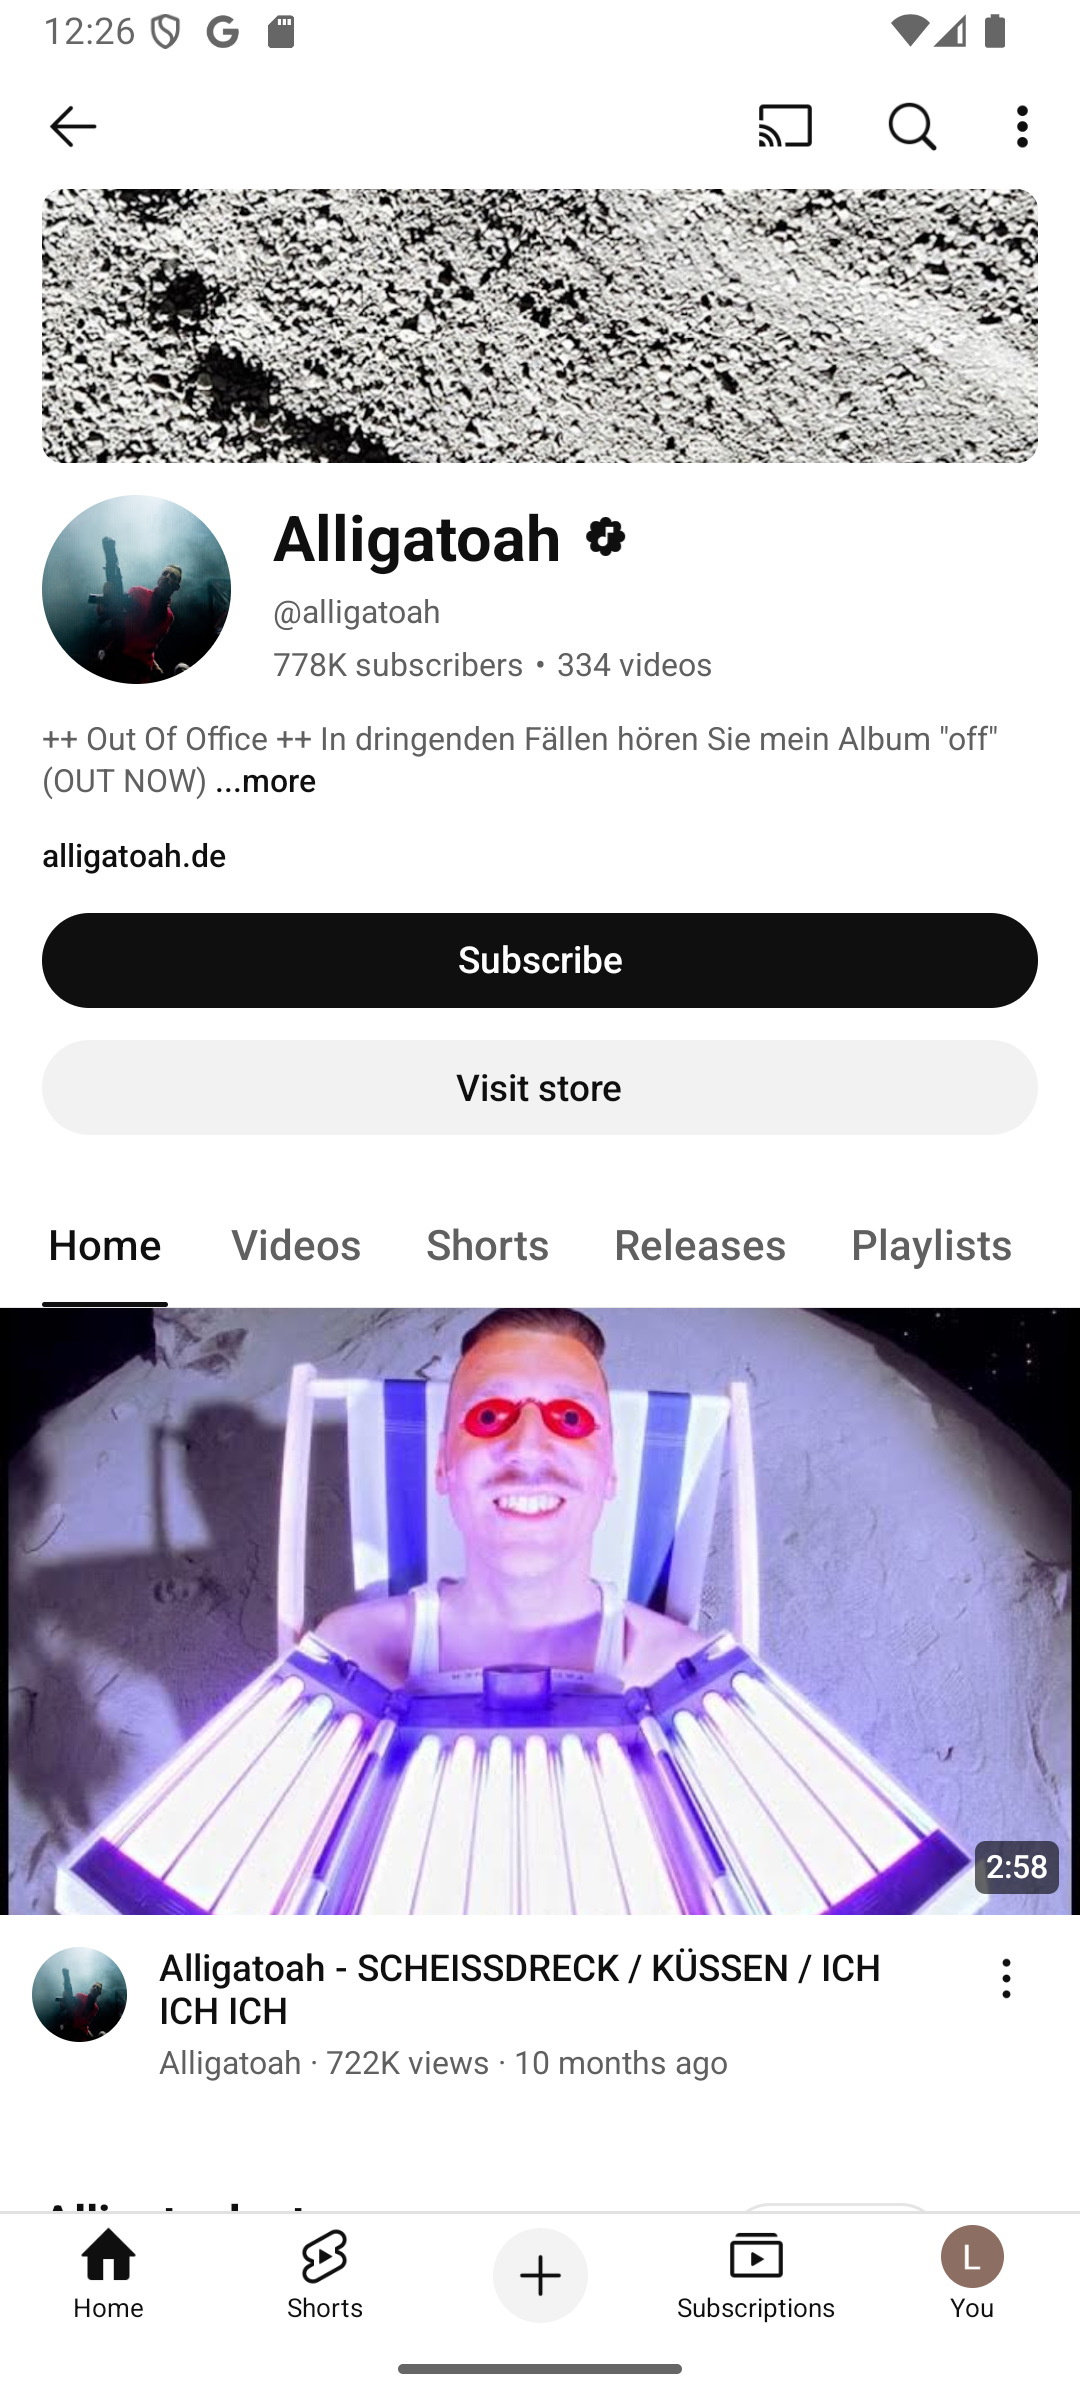 12:26
Alligatoah
@alligatoah
778K subscribers • 334 videos
++ Out Of Office ++ In dringenden Fällen hören Sie mein Album "off"
(OUT NOW) ...more
alligatoah.de
Subscribe
Visit store
Home Videos Shorts Releases Playlists
2:58
Alligatoah - SCHEISSDRECK / KÜSSEN / ICH
ICH ICH
Alligatoah · 722K views · 10 months ago
Home Shorts Subscriptions L You